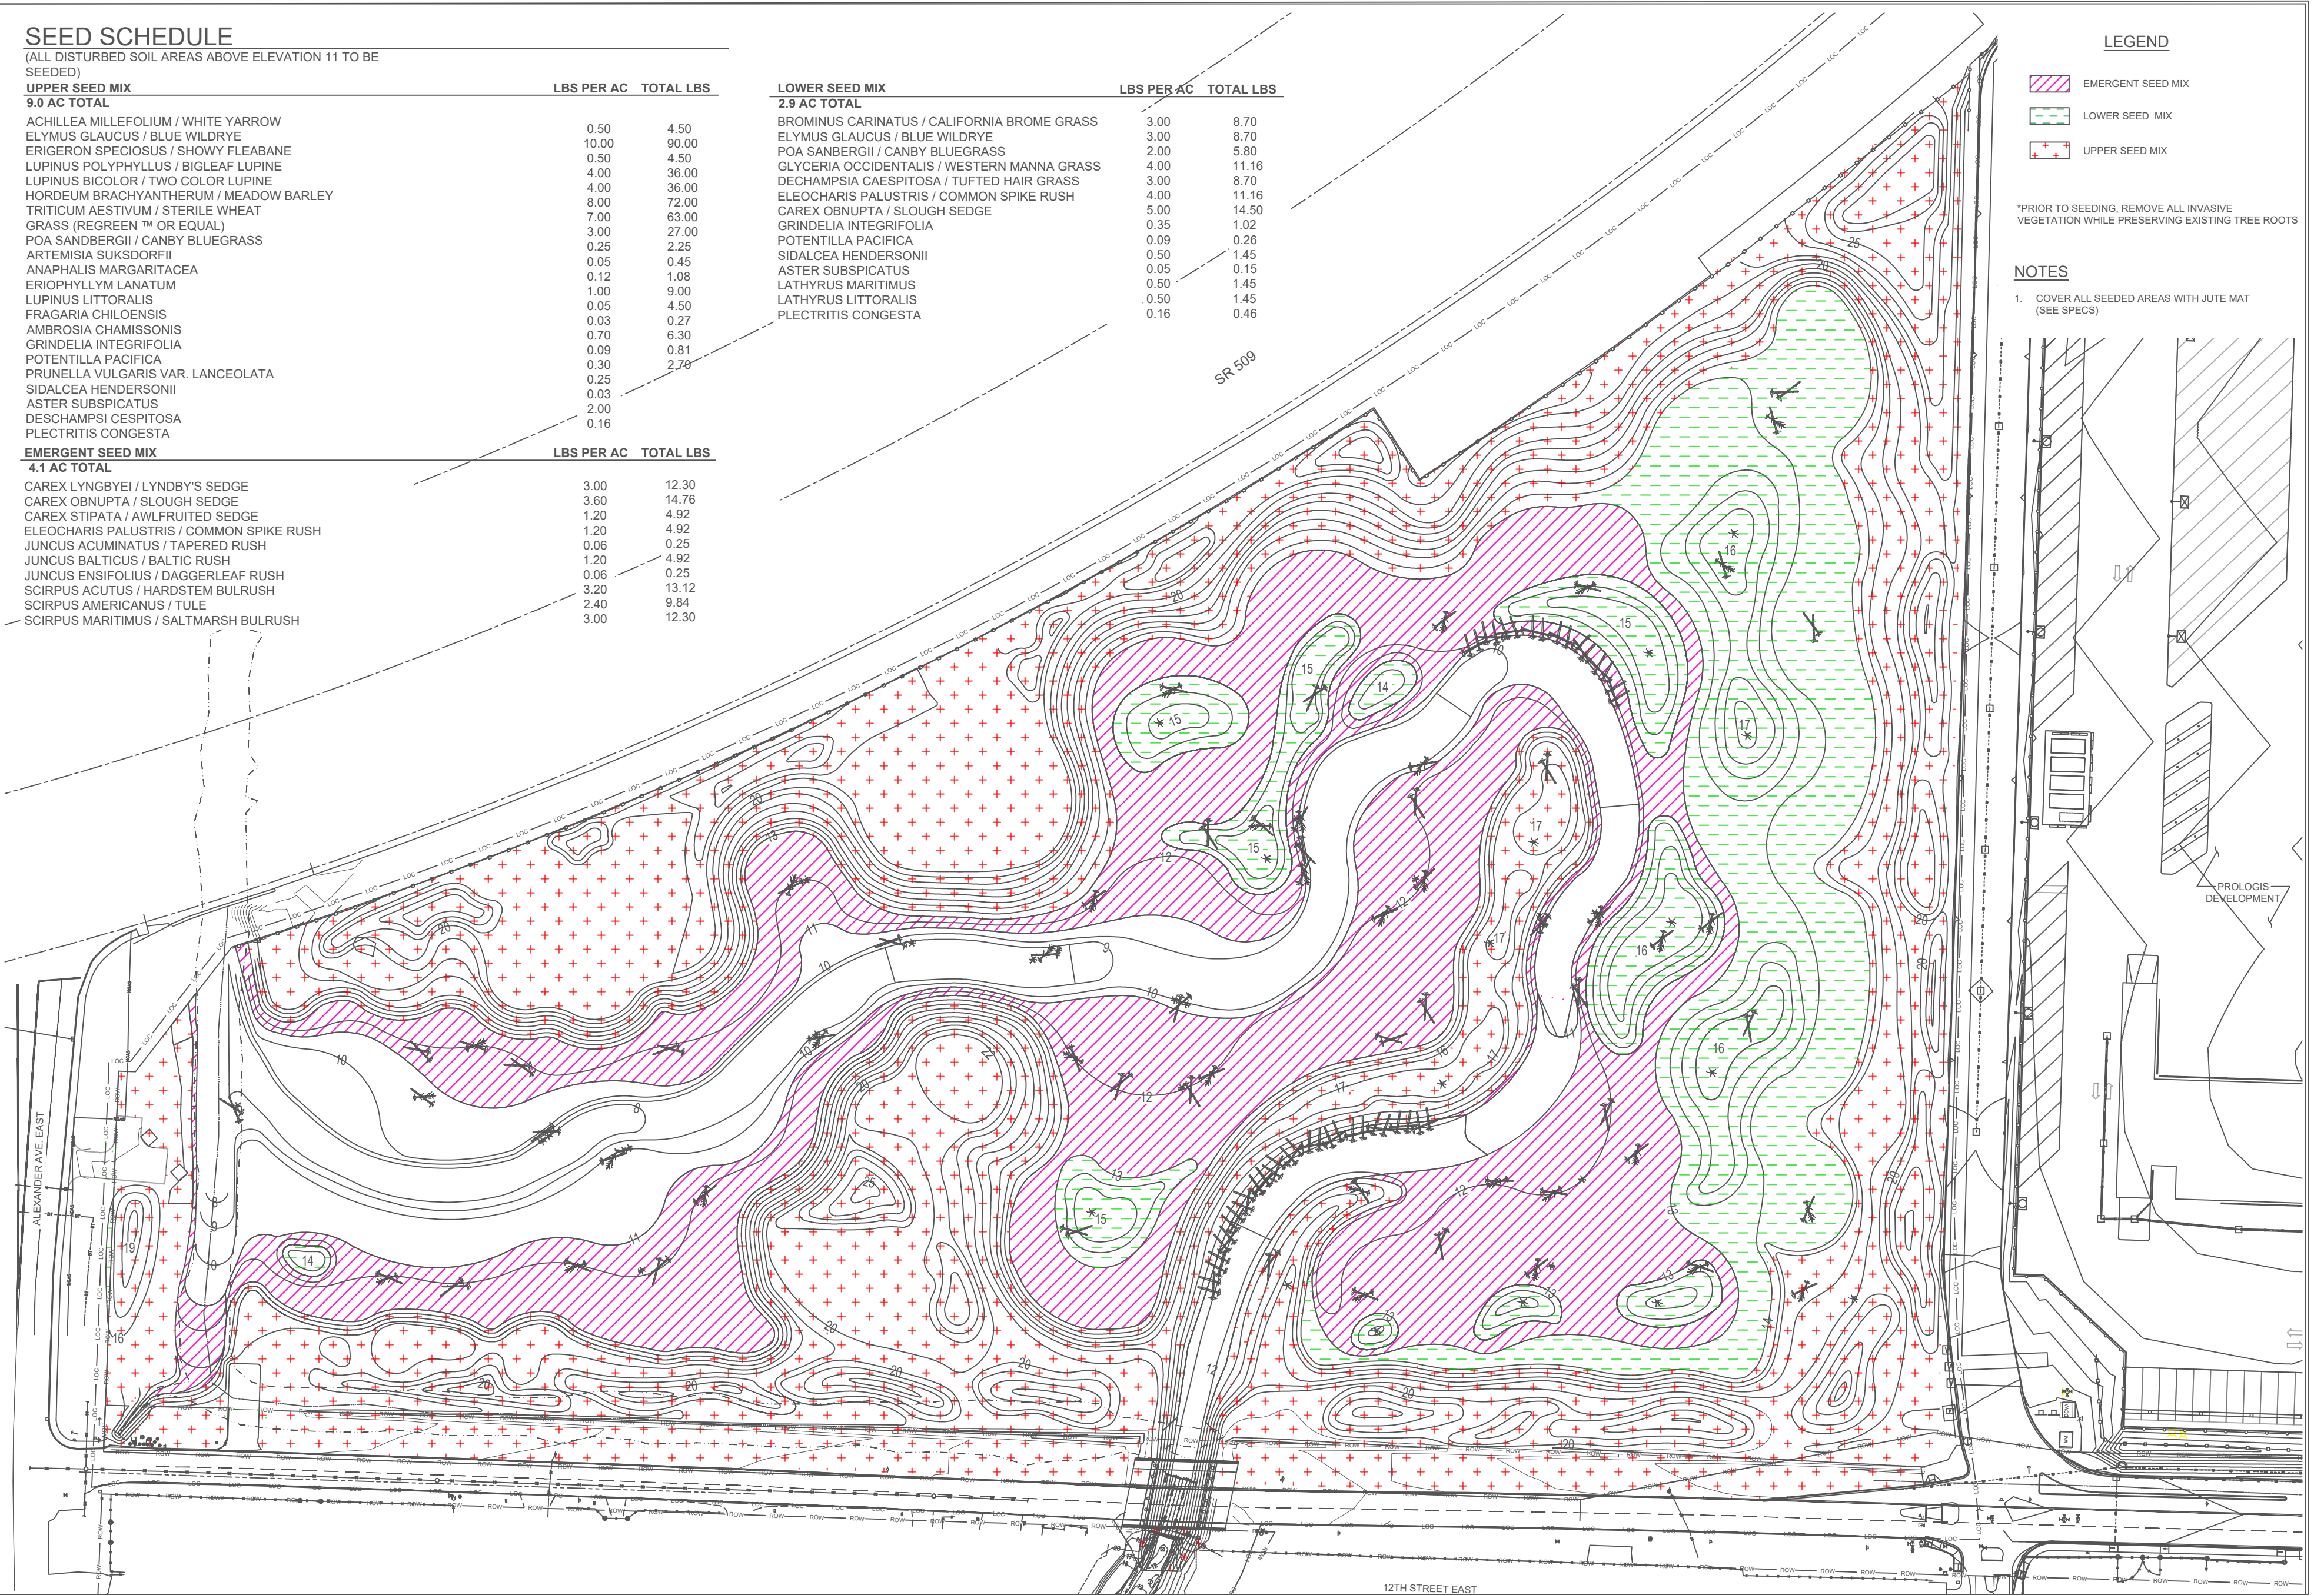 SEED SCHEDULE
(ALL DISTURBED SOIL AREAS ABOVE ELEVATION 11 TO BE
SEEDED)
UPPER SEED MIX LBS PER AC TOTAL LBS
9.0 AC TOTAL
ACHILLEA MILLEFOLIUM / WHITE YARROW 0.50 4.50
ELYMUS GLAUCUS / BLUE WILDRYE 10.00 90.00
ERIGERON SPECIOSUS / SHOWY FLEABANE 0.50 4.50
LUPINUS POLYPHYLLUS / BIGLEAF LUPINE 4.00 36.00
LUPINUS BICOLOR / TWO COLOR LUPINE 4.00 36.00
HORDEUM BRACHYANTHERUM / MEADOW BARLEY 8.00 72.00
TRITICUM AESTIVUM / STERILE WHEAT 7.00 63.00
GRASS (REGREEN ™ OR EQUAL) 3.00 27.00
POA SANDBERGII / CANBY BLUEGRASS 0.25 2.25
ARTEMISIA SUKSDORFII 0.05 0.45
ANAPHALIS MARGARITACEA 0.12 1.08
ERIOPHYLLYM LANATUM 1.00 9.00
LUPINUS LITTORALIS 0.05 4.50
FRAGARIA CHILOENSIS 0.03 0.27
AMBROSIA CHAMISSONIS 0.70 6.30
GRINDELIA INTEGRIFOLIA 0.09 0.81
POTENTILLA PACIFICA 0.30 2.70
PRUNELLA VULGARIS VAR. LANCEOLATA 0.25
SIDALCEA HENDERSONII 0.03
ASTER SUBSPICATUS 2.00
DESCHAMPSI CESPITOSA 0.16
PLECTRITIS CONGESTA
EMERGENT SEED MIX LBS PER AC TOTAL LBS
4.1 AC TOTAL
CAREX LYNGBYEI / LYNDBY'S SEDGE 3.00 12.30
CAREX OBNUPTA / SLOUGH SEDGE 3.60 14.76
CAREX STIPATA / AWLFRUITED SEDGE 1.20 4.92
ELEOCHARIS PALUSTRIS / COMMON SPIKE RUSH 1.20 4.92
JUNCUS ACUMINATUS / TAPERED RUSH 0.06 0.25
JUNCUS BALTICUS / BALTIC RUSH 1.20 4.92
JUNCUS ENSIFOLIUS / DAGGERLEAF RUSH 0.06 0.25
SCIRPUS ACUTUS / HARDSTEM BULRUSH 3.20 13.12
SCIRPUS AMERICANUS / TULE 2.40 9.84
SCIRPUS MARITIMUS / SALTMARSH BULRUSH 3.00 12.30
LOWER SEED MIX LBS PER AC TOTAL LBS
2.9 AC TOTAL
BROMINUS CARINATUS / CALIFORNIA BROME GRASS 3.00 8.70
ELYMUS GLAUCUS / BLUE WILDRYE 3.00 8.70
POA SANBERGII / CANBY BLUEGRASS 2.00 5.80
GLYCERIA OCCIDENTALIS / WESTERN MANNA GRASS 4.00 11.16
DECHAMPSIA CAESPITOSA / TUFTED HAIR GRASS 3.00 8.70
ELEOCHARIS PALUSTRIS / COMMON SPIKE RUSH 4.00 11.16
CAREX OBNUPTA / SLOUGH SEDGE 5.00 14.50
GRINDELIA INTEGRIFOLIA 0.35 1.02
POTENTILLA PACIFICA 0.09 0.26
SIDALCEA HENDERSONII 0.50 1.45
ASTER SUBSPICATUS 0.05 0.15
LATHYRUS MARITIMUS 0.50 1.45
LATHYRUS LITTORALIS 0.50 1.45
PLECTRITIS CONGESTA 0.16 0.46
LEGEND
EMERGENT SEED MIX
LOWER SEED MIX
UPPER SEED MIX
*PRIOR TO SEEDING, REMOVE ALL INVASIVE
VEGETATION WHILE PRESERVING EXISTING TREE ROOTS
NOTES
1. COVER ALL SEEDED AREAS WITH JUTE MAT
(SEE SPECS)
SR 509
PROLOGIS
DEVELOPMENT
ALEXANDER AVE. EAST
12TH STREET EAST